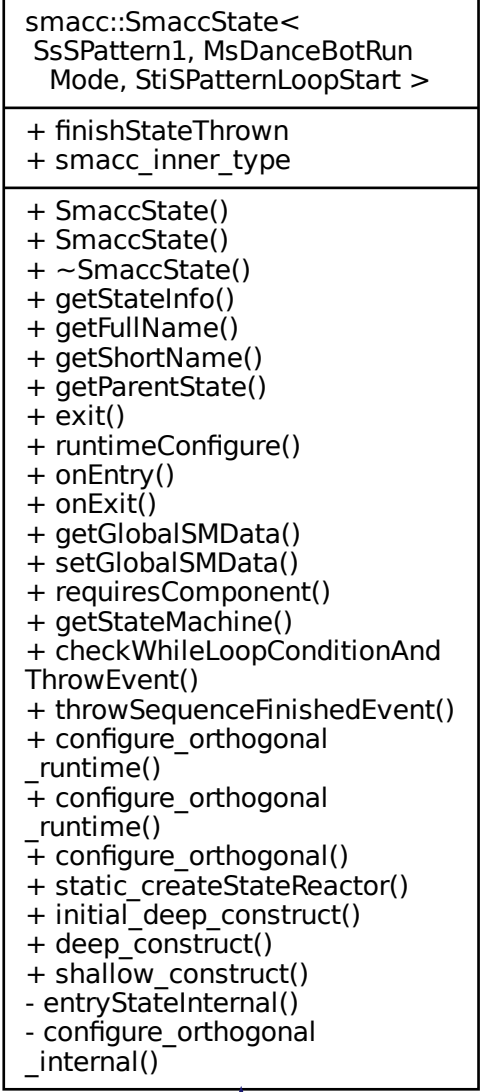 smacc::SmaccState<
SsSPattern1, MsDanceBotRun
Mode, StiSPatternLoopStart >
+ finishStateThrown
+ smacc_inner_type
+ SmaccState()
+ SmaccState()
+ ~SmaccState()
+ getStateInfo()
+ getFullName()
+ getShortName()
+ getParentState()
+ exit()
+ runtimeConfigure()
+ onEntry()
+ onExit()
+ getGlobalSMData()
+ setGlobalSMData()
+ requiresComponent()
+ getStateMachine()
+ checkWhileLoopConditionAnd
ThrowEvent()
+ throwSequenceFinishedEvent()
+ configure_orthogonal
_runtime()
+ configure_orthogonal
_runtime()
+ configure_orthogonal()
+ static_createStateReactor()
+ initial_deep_construct()
+ deep_construct()
+ shallow_construct()
- entryStateInternal()
- configure_orthogonal
_internal()